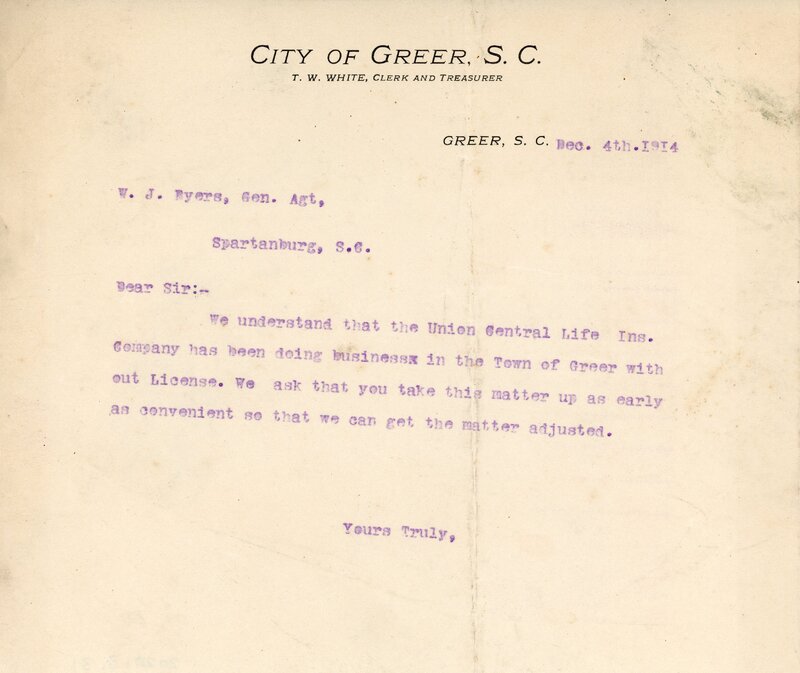 CITY OF GREER, S. C.
T. W. WHITE, CLERK AND TREASURER
GREER, S. C. Dec. 4th.1914
W. J. Byers, Gen. Agt,
Spartanburg, S.C.
Dear Sir:-
We understand that the Union Central Life Ins.
Company has been doing businessx in the Town of Greer with
out License. We ask that you take this matter up as early
as convenient so that we can get the matter adjusted.
Yours Truly,